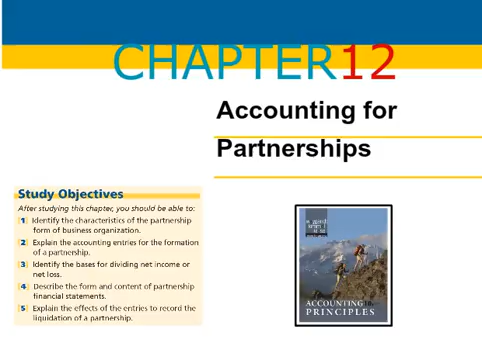 CHAPTER12
Accounting for
Partnerships
Study Objectives
After studying this chapter, you should be able to:
[1] Identify the characteristics of the partnership
form of business organization.
[2] Explain the accounting entries for the formation
of a partnership.
[3] Identify the bases for dividing net income or
net loss.
[4] Describe the form and content of partnership
financial statements.
[5] Explain the effects of the entries to record the
liquidation of a partnership.
ACCOUNTING
PRINCIPLES